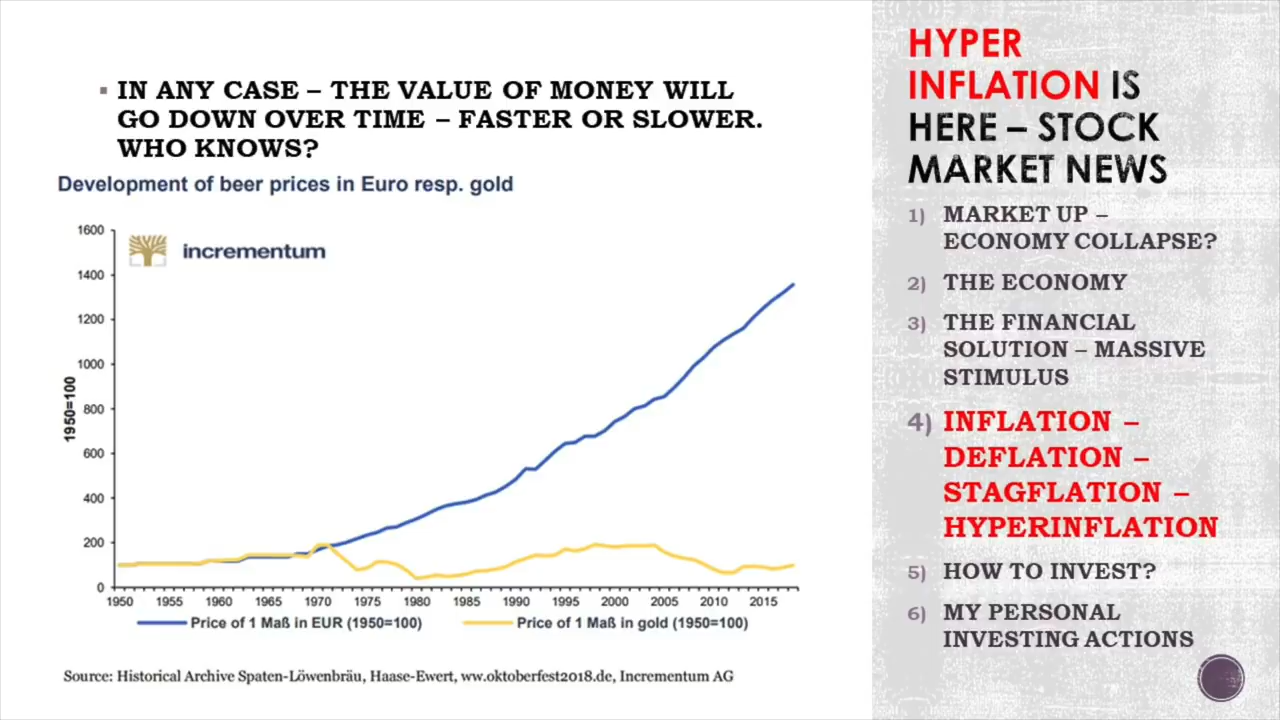 ▪ IN ANY CASE – THE VALUE OF MONEY WILL
GO DOWN OVER TIME – FASTER OR SLOWER.
WHO KNOWS?
Development of beer prices in Euro resp. gold
incrementum
1950=100
1600
1400
1200
1000
800
600
400
200
0
1950 1955 1960 1965 1970 1975 1980 1985 1990 1995 2000 2005 2010 2015
Price of 1 Maß in EUR (1950=100) Price of 1 Maß in gold (1950=100)
Source: Historical Archive Spaten-Löwenbräu, Haase-Ewert, ww.oktoberfest2018.de, Incrementum AG
HYPER
INFLATION IS
HERE – STOCK
MARKET NEWS
1) MARKET UP –
ECONOMY COLLAPSE?
2) THE ECONOMY
3) THE FINANCIAL
SOLUTION – MASSIVE
STIMULUS
4) INFLATION –
DEFLATION –
STAGFLATION –
HYPERINFLATION
5) HOW TO INVEST?
6) MY PERSONAL
INVESTING ACTIONS